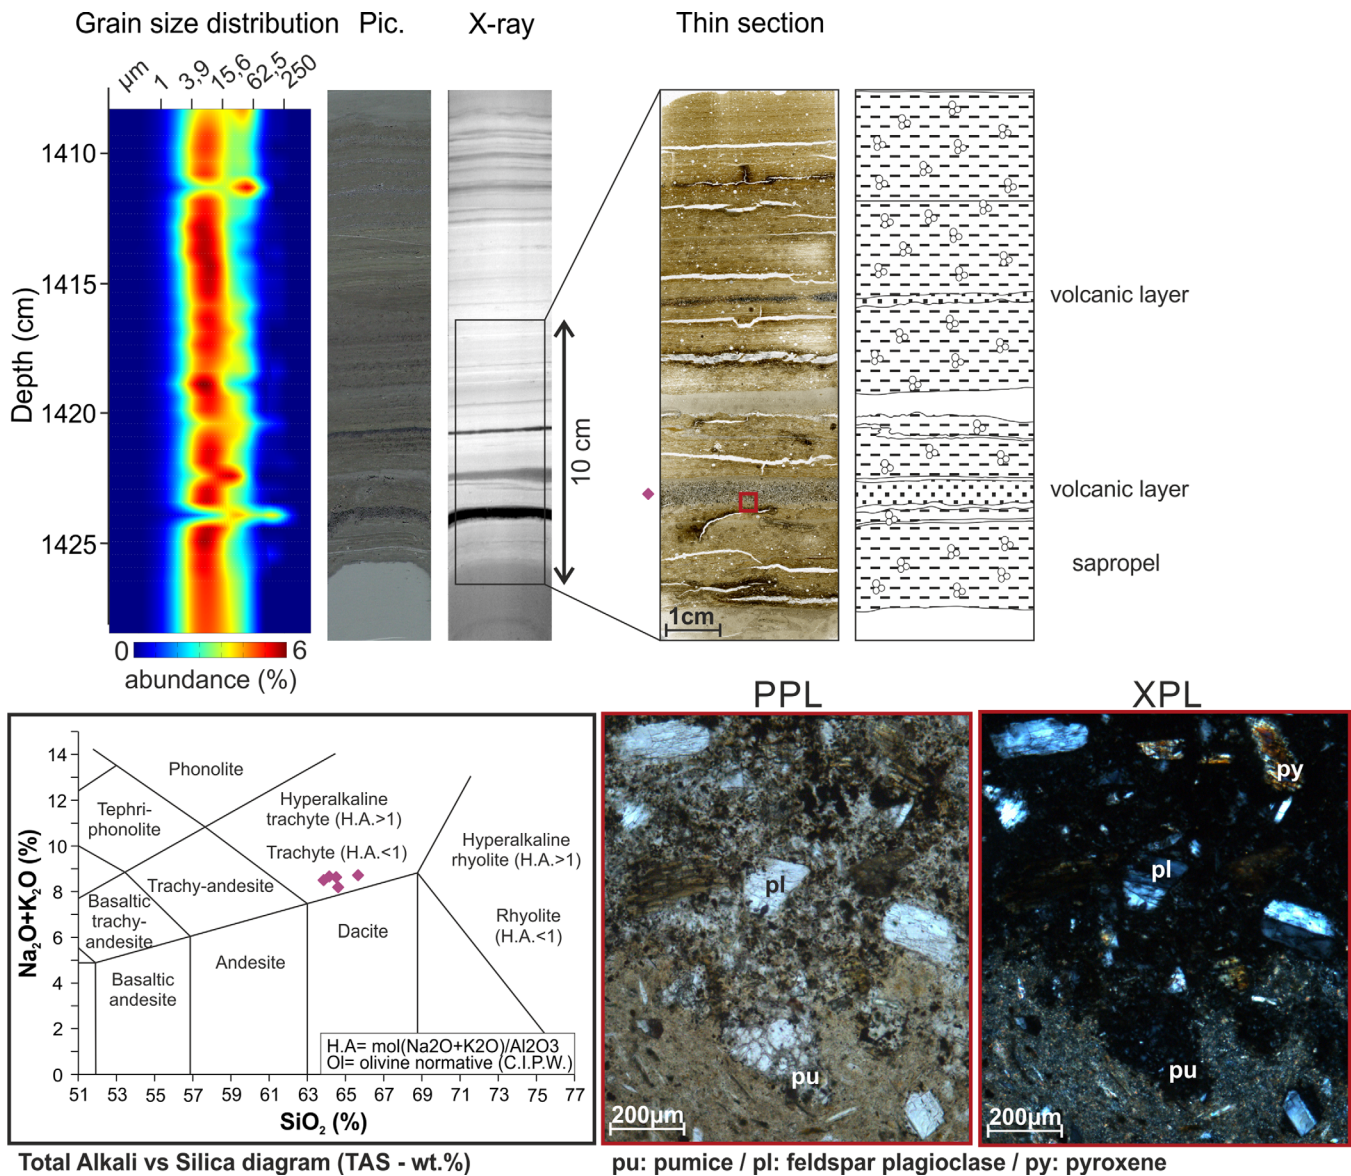 Grain size distribution
Pic.
X-ray
Thin section
µm
1
3,9
15,6
62,5
250
Depth (cm)
1410
1415
1420
1425
0
6
abundance (%)
10 cm
1cm
volcanic layer
volcanic layer
sapropel
PPL
XPL
Na₂O+K₂O (%)
14
12
10
8
6
4
2
0
51
53
55
57
59
61
63
65
67
69
71
73
75
77
SiO₂ (%)
Phonolite
Tephri-
phonolite
Hyperalkaline
trachyte (H.A.>1)
Trachyte (H.A.<1)
Hyperalkaline
rhyolite (H.A.>1)
Trachy-andesite
Basaltic
trachy-
andesite
Rhyolite
(H.A.<1)
Dacite
Andesite
Basaltic
andesite
H.A= mol(Na2O+K2O)/Al2O3
Ol= olivine normative (C.I.P.W.)
pl
pu
200µm
py
pl
pu
200µm
Total Alkali vs Silica diagram (TAS - wt.%)
pu: pumice / pl: feldspar plagioclase / py: pyroxene